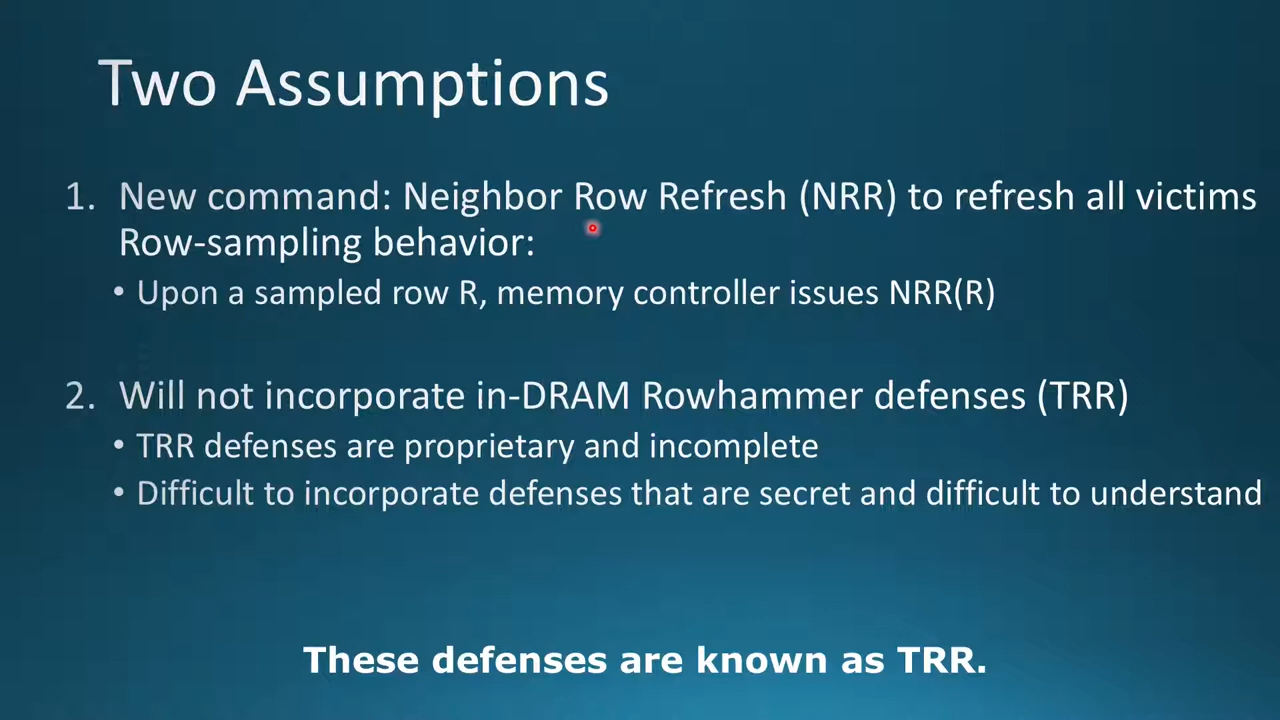 Two Assumptions
1. New command: Neighbor Row Refresh (NRR) to refresh all victims
Row-sampling behavior:
• Upon a sampled row R, memory controller issues NRR(R)
2. Will not incorporate in-DRAM Rowhammer defenses (TRR)
• TRR defenses are proprietary and incomplete
• Difficult to incorporate defenses that are secret and difficult to understand
These defenses are known as TRR.